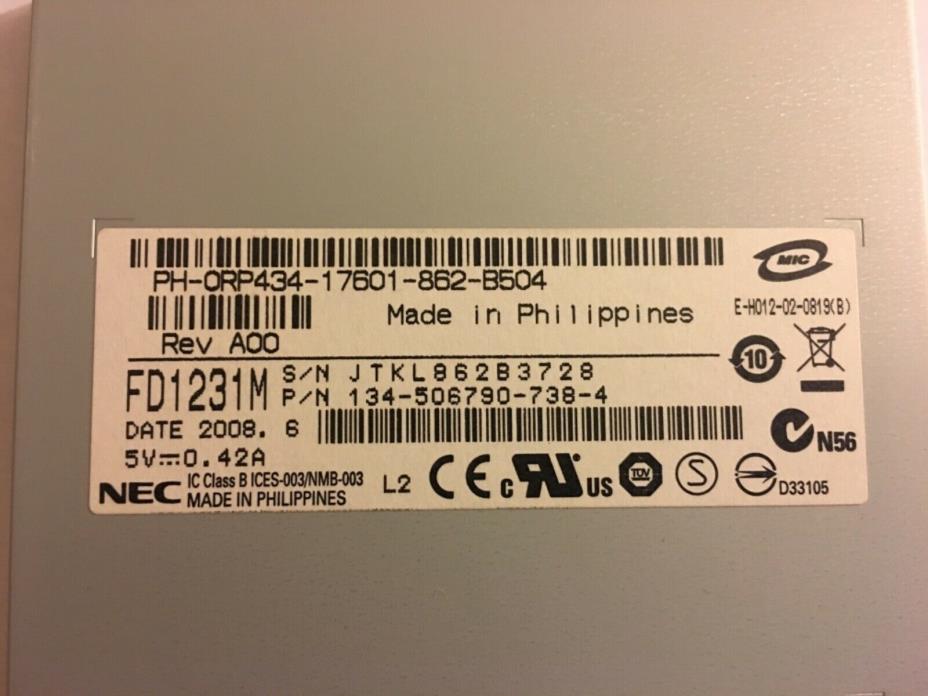 PH-0RP434-17601-862-B504
MIC
Made in Philippines
E-H012-02-0819(B)
Rev A00
10
FD1231M
S/N JTKL862B3728
P/N 134-506790-738-4
DATE 2008. 6
N56
5V⎓0.42A
NEC
IC Class B ICES-003/NMB-003
MADE IN PHILIPPINES
L2
CE
c RU US
TÜV
S
D33105